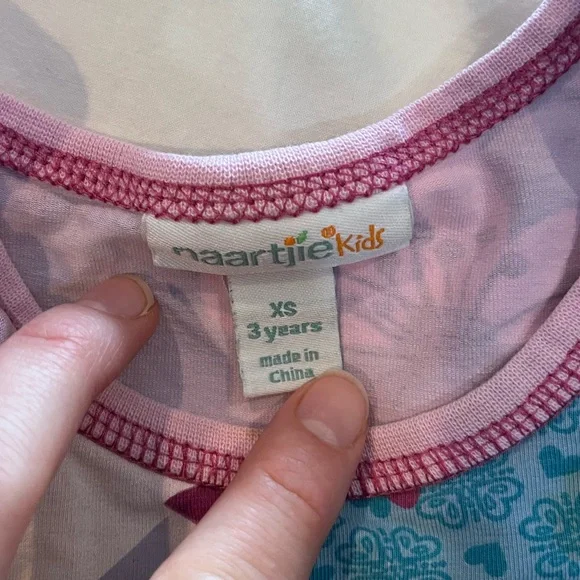 naartjie Kids
XS
3 years
made in
China